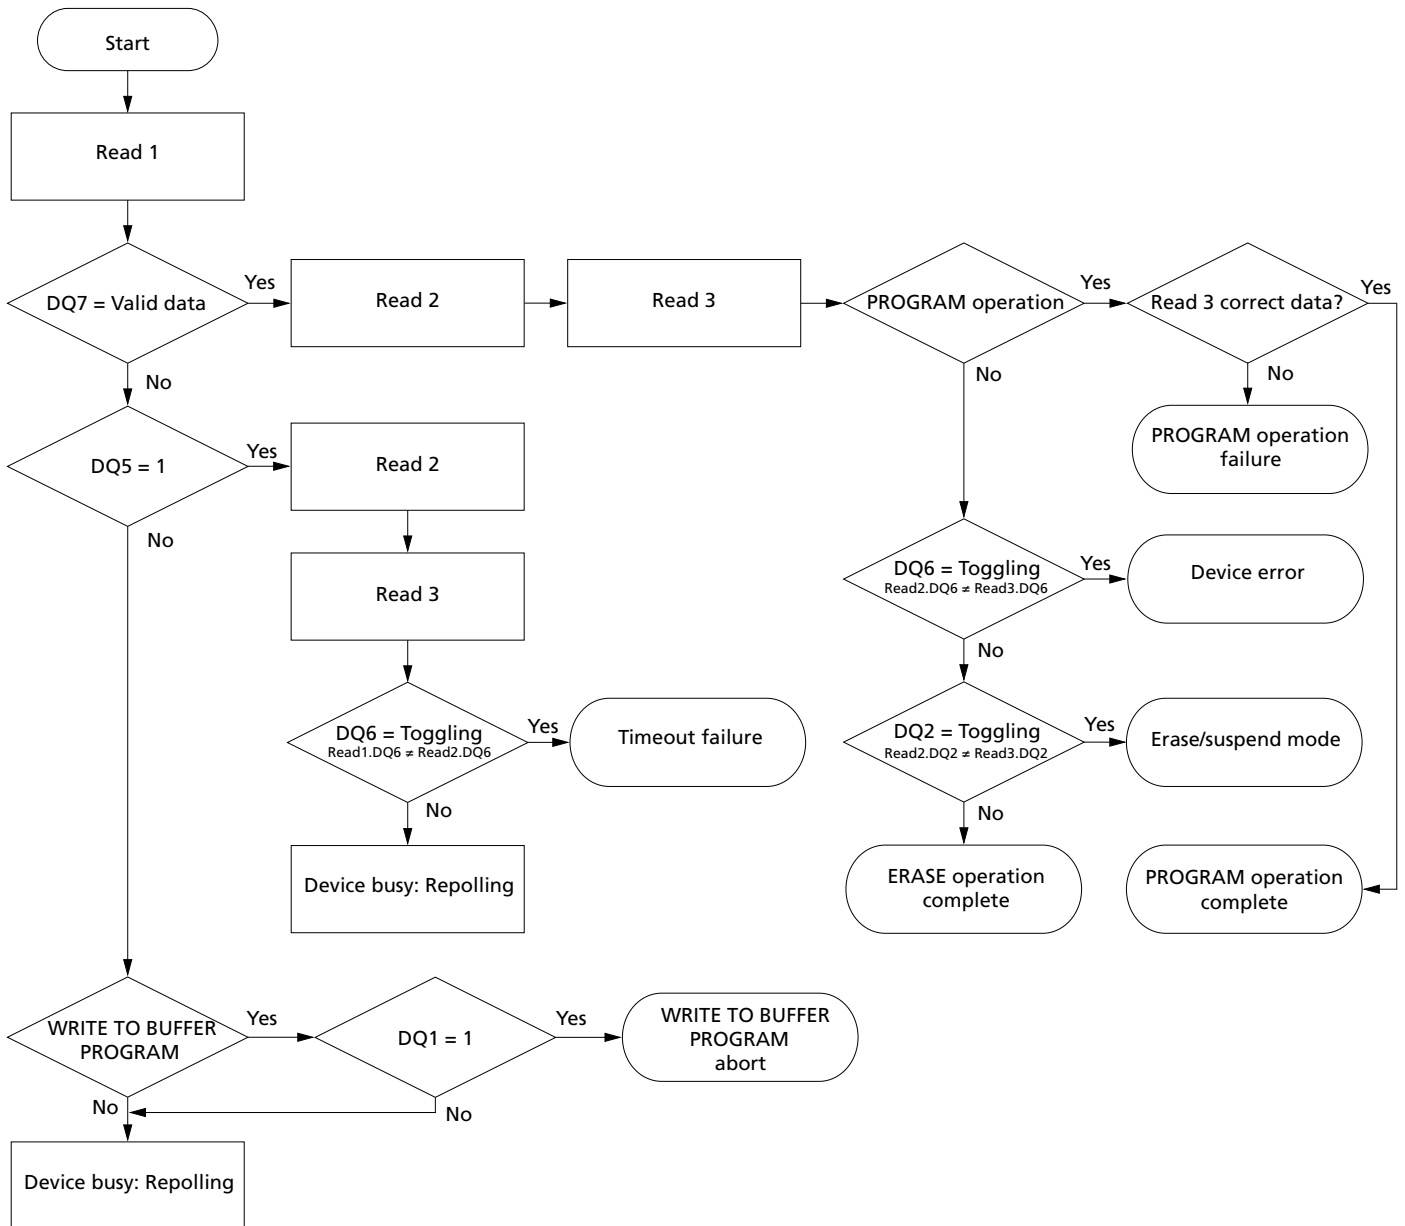 Start
Read 1
DQ7 = Valid data
Yes
Read 2
Read 3
PROGRAM operation
Yes
Read 3 correct data?
Yes
No
No
No
PROGRAM operation
failure
DQ5 = 1
Yes
Read 2
No
Read 3
DQ6 = Toggling
Read2.DQ6 ≠ Read3.DQ6
Yes
Device error
No
DQ6 = Toggling
Read1.DQ6 ≠ Read2.DQ6
Yes
Timeout failure
No
DQ2 = Toggling
Read2.DQ2 ≠ Read3.DQ2
Yes
Erase/suspend mode
No
Device busy: Repolling
ERASE operation
complete
PROGRAM operation
complete
WRITE TO BUFFER
PROGRAM
Yes
DQ1 = 1
Yes
WRITE TO BUFFER
PROGRAM
abort
No
No
Device busy: Repolling